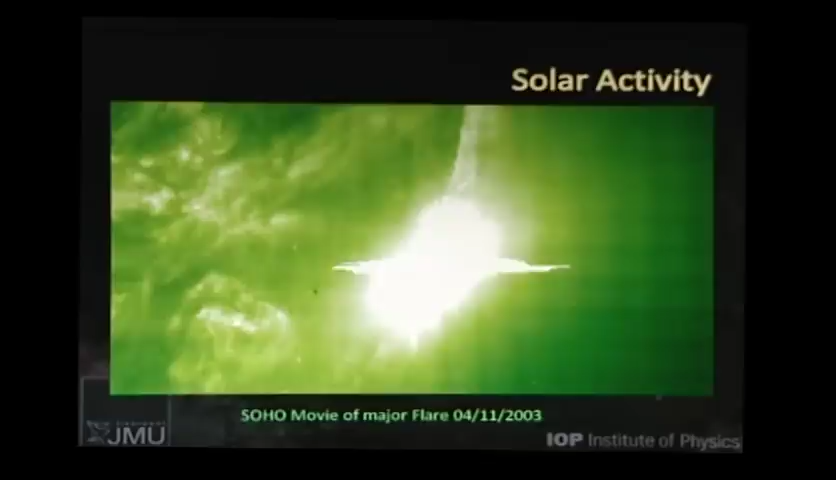 Solar Activity
SOHO Movie of major Flare 04/11/2003
JMU
IOP Institute of Physics